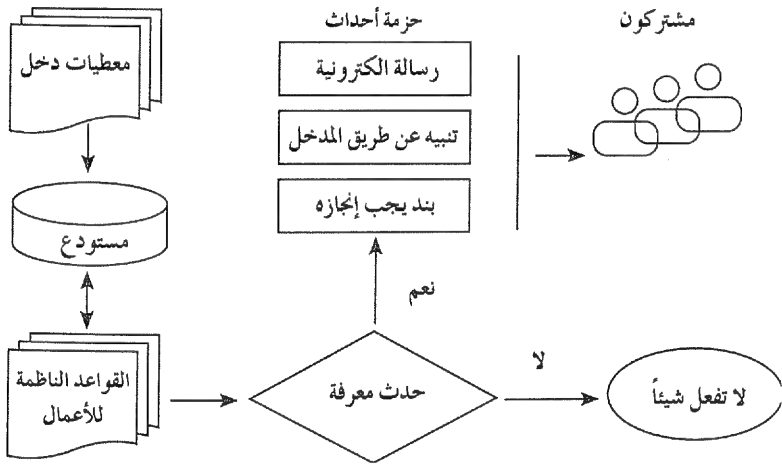 مشتركون
حزمة أحداث
معطيات دخل
رسالة الكترونية
تنبيه عن طريق المدخل
بند يجب إنجازه
مستودع
نعم
لا
القواعد الناظمة
للأعمال
حدث معرفة
لا تفعل شيئاً